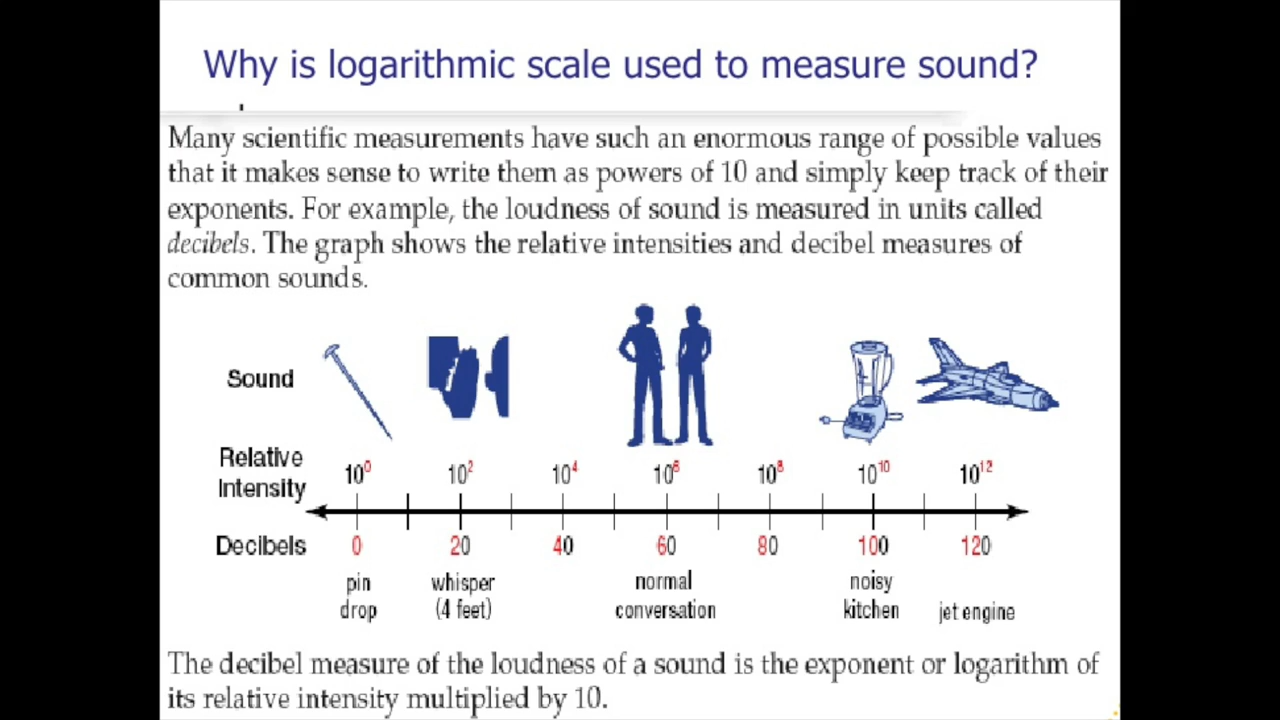 Why is logarithmic scale used to measure sound?
Many scientific measurements have such an enormous range of possible values
that it makes sense to write them as powers of 10 and simply keep track of their
exponents. For example, the loudness of sound is measured in units called
decibels. The graph shows the relative intensities and decibel measures of
common sounds.
Sound
Relative
Intensity
10⁰ 10² 10⁴ 10⁶ 10⁸ 10¹⁰ 10¹²
Decibels 0 20 40 60 80 100 120
pin whisper normal noisy
drop (4 feet) conversation kitchen jet engine
The decibel measure of the loudness of a sound is the exponent or logarithm of
its relative intensity multiplied by 10.